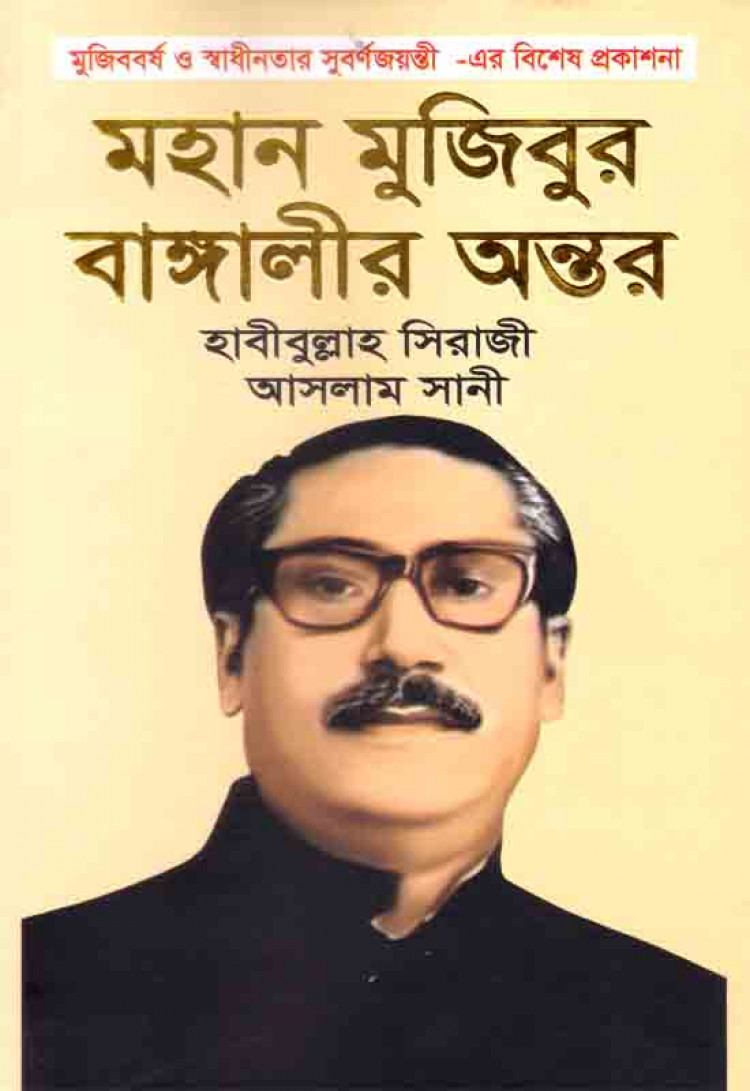 মুজিববর্ষ ও স্বাধীনতার সুবর্ণজয়ন্তী -এর বিশেষ প্রকাশনা
মহান মুজিবুর
বাঙ্গালীর অন্তর
হাবীবুল্লাহ সিরাজী
আসলাম সানী